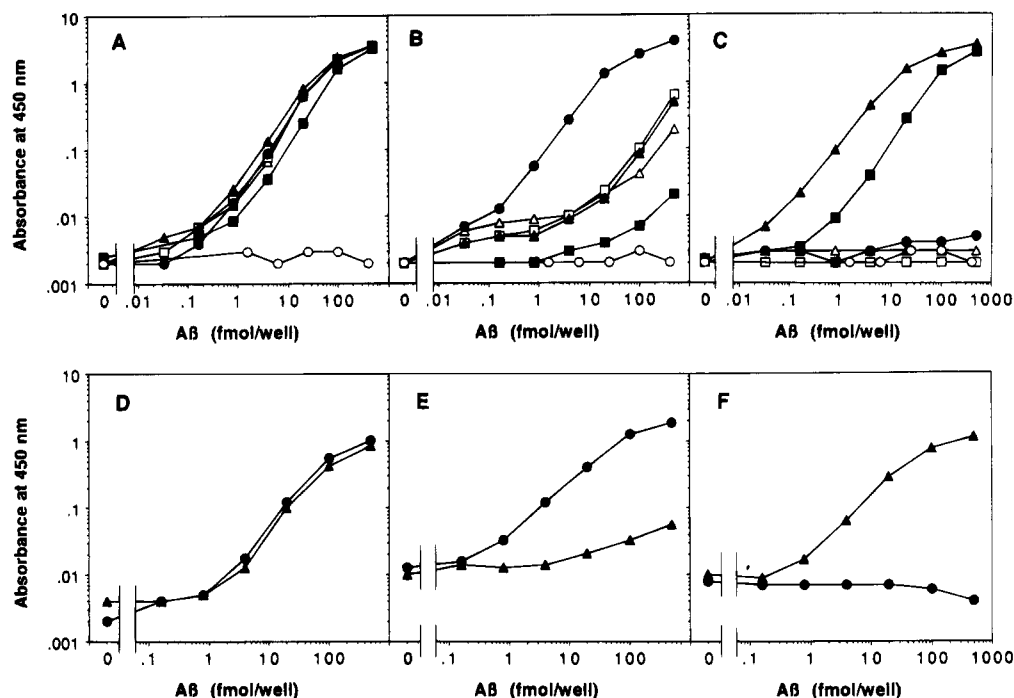 A B C
Absorbance at 450 nm
10
1
.1
.01
.001
0 .01 .1 1 10 100
0 .01 .1 1 10 100
0 .01 .1 1 10 100 1000
Aß (fmol/well) Aß (fmol/well) Aß (fmol/well)
D E F
Absorbance at 450 nm
10
1
.1
.01
.001
0 .1 1 10 100
0 .1 1 10 100
0 .1 1 10 100 1000
Aß (fmol/well) Aß (fmol/well) Aß (fmol/well)